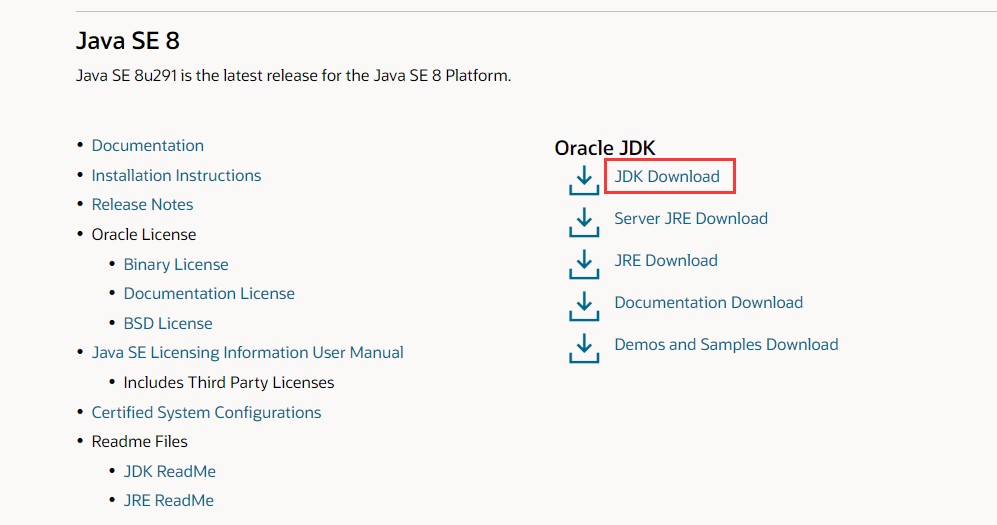 Java SE 8
Java SE 8u291 is the latest release for the Java SE 8 Platform.
Documentation
Installation Instructions
Release Notes
Oracle License
Binary License
Documentation License
BSD License
Java SE Licensing Information User Manual
Includes Third Party Licenses
Certified System Configurations
Readme Files
JDK ReadMe
JRE ReadMe
Oracle JDK
JDK Download
Server JRE Download
JRE Download
Documentation Download
Demos and Samples Download